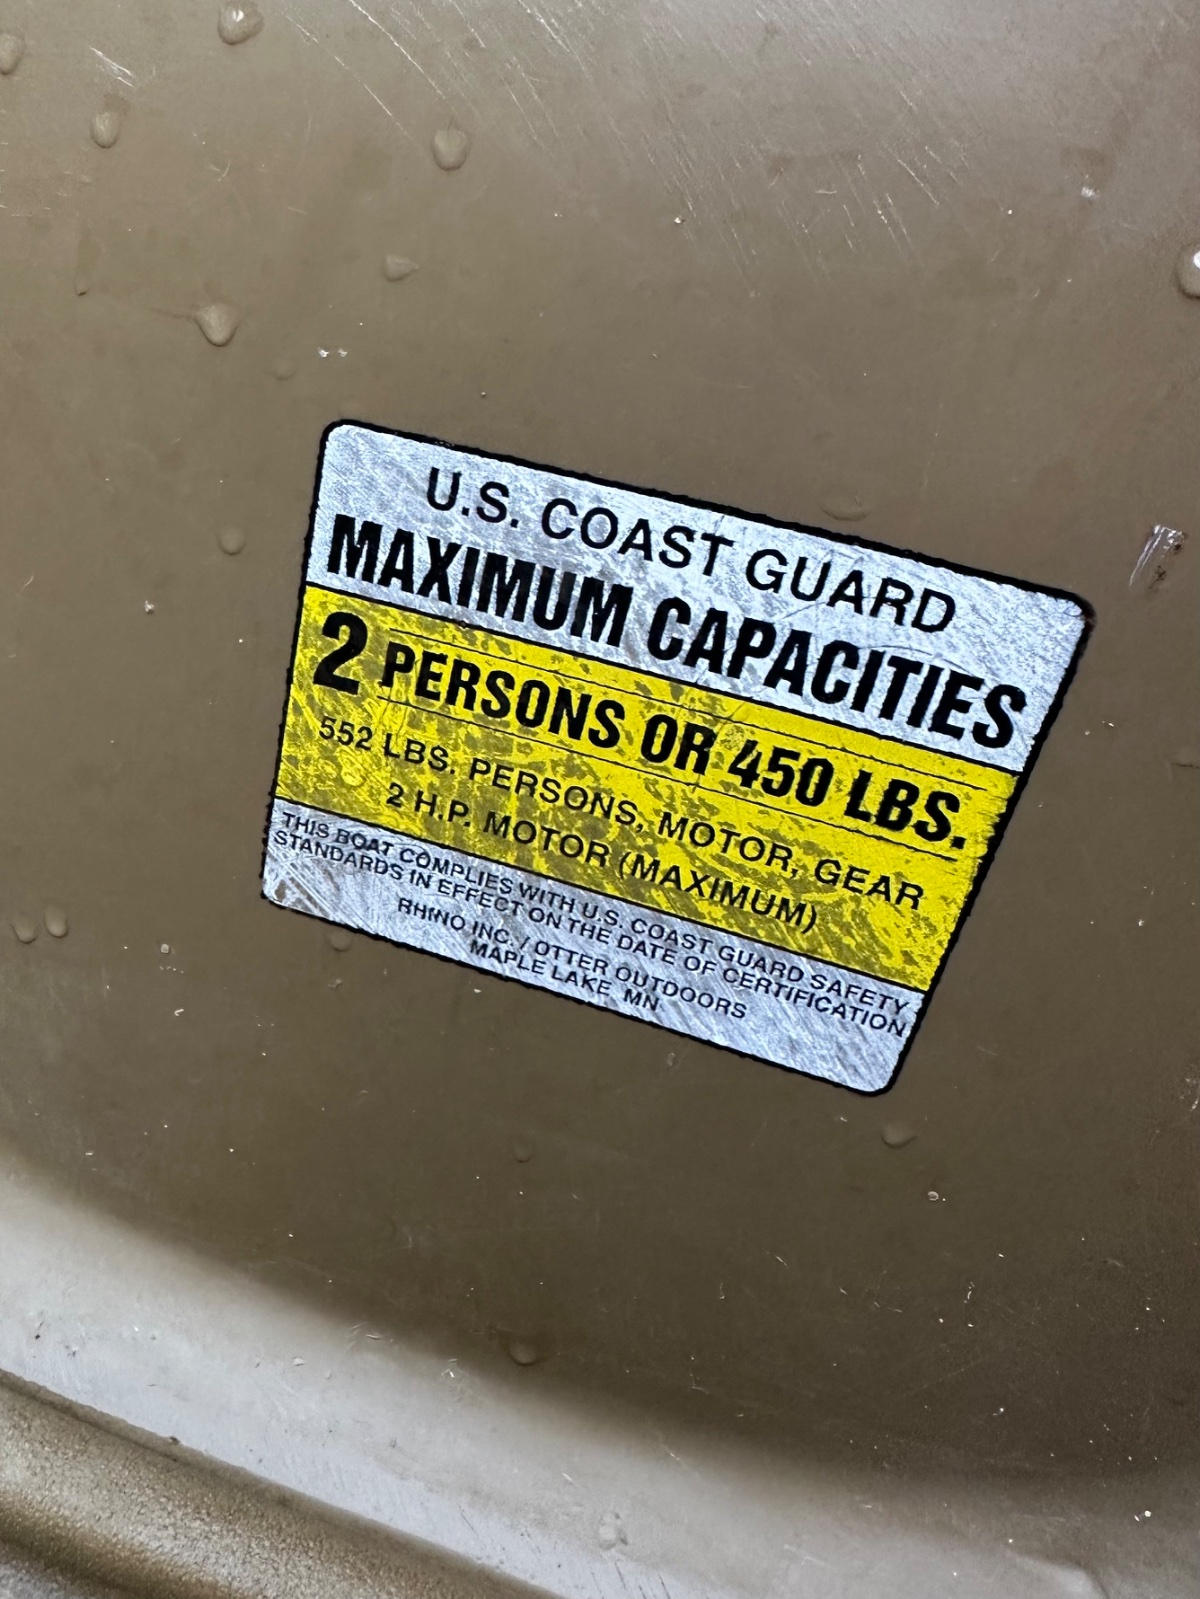 U.S. COAST GUARD
MAXIMUM CAPACITIES
2 PERSONS OR 450 LBS.
552 LBS. PERSONS, MOTOR, GEAR
2 H.P. MOTOR (MAXIMUM)
THIS BOAT COMPLIES WITH U.S. COAST GUARD SAFETY
STANDARDS IN EFFECT ON THE DATE OF CERTIFICATION
RHINO INC. / OTTER OUTDOORS
MAPLE LAKE MN